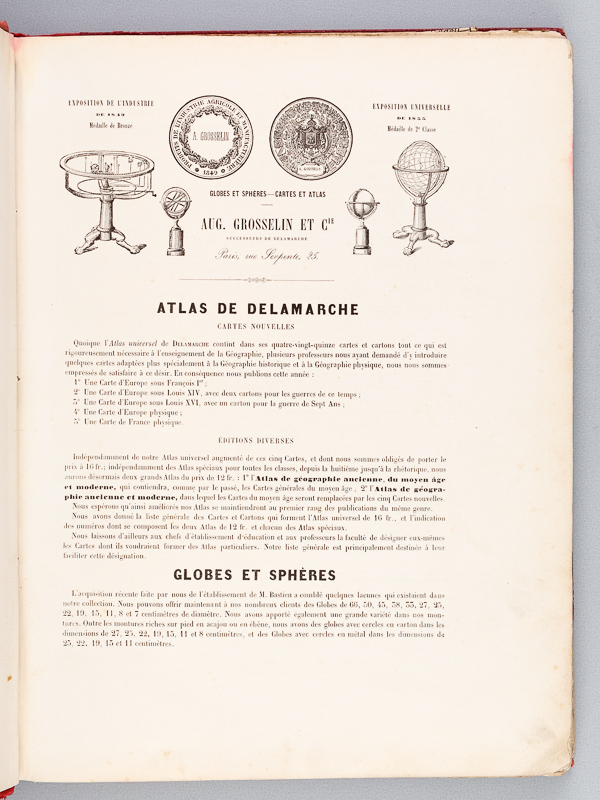 EXPOSITION DE L'INDUSTRIE
DE 1849
Médaille de Bronze
PRODUITS DE L'INDUSTRIE AGRICOLE ET MANUFACTURIÈRE
A. GROSSELIN
1849
EXPOSITION UNIVERSELLE
DE 1855
Médaille de 2e Classe
GLOBES ET SPHÈRES—CARTES ET ATLAS
AUG. GROSSELIN ET CIE
SUCCESSEURS DE DELAMARCHE
Paris, rue Serpente, 25.
ATLAS DE DELAMARCHE
CARTES NOUVELLES
Quoique l'Atlas universel de DELAMARCHE contînt dans ses quatre-vingt-quinze cartes et cartons tout ce qui est
rigoureusement nécessaire à l'enseignement de la Géographie, plusieurs professeurs nous ayant demandé d'y introduire
quelques cartes adaptées plus spécialement à la Géographie historique et à la Géographie physique, nous nous sommes
empressés de satisfaire à ce désir. En conséquence nous publions cette année :
1° Une Carte d'Europe sous François Ier ;
2° Une Carte d'Europe sous Louis XIV, avec deux cartons pour les guerres de ce temps ;
3° Une Carte d'Europe sous Louis XVI, avec un carton pour la guerre de Sept Ans ;
4° Une Carte d'Europe physique ;
5° Une Carte de France physique.
ÉDITIONS DIVERSES
Indépendamment de notre Atlas universel augmenté de ces cinq Cartes, et dont nous sommes obligés de porter le
prix à 16 fr.; indépendamment des Atlas spéciaux pour toutes les classes, depuis la huitième jusqu'à la rhétorique, nous
aurons désormais deux grands Atlas du prix de 12 fr. : 1° l'Atlas de géographie ancienne, du moyen âge
et moderne, qui contiendra, comme par le passé, les Cartes générales du moyen âge ; 2° l'Atlas de géogra-
phie ancienne et moderne, dans lequel les Cartes du moyen âge seront remplacées par les cinq Cartes nouvelles.
Nous espérons qu'ainsi améliorés nos Atlas se maintiendront au premier rang des publications du même genre.
Nous avons donné la liste générale des Cartes et Cartons qui forment l'Atlas universel de 16 fr., et l'indication
des numéros dont se composent les deux Atlas de 12 fr. et chacun des Atlas spéciaux.
Nous laissons d'ailleurs aux chefs d'établissement d'éducation et aux professeurs la faculté de désigner eux-mêmes
les Cartes dont ils voudraient former des Atlas particuliers. Notre liste générale est principalement destinée à leur
faciliter cette désignation.
GLOBES ET SPHÈRES
L'acquisition récente faite par nous de l'établissement de M. Bastien a comblé quelques lacunes qui existaient dans
notre collection. Nous pouvons offrir maintenant à nos nombreux clients des Globes de 66, 50, 45, 38, 33, 27, 25,
22, 19, 15, 11, 8 et 7 centimètres de diamètre. Nous avons apporté également une grande variété dans nos mon-
tures. Outre les montures riches sur pied en acajou ou en ébène, nous avons des globes avec cercles en carton dans les
dimensions de 27, 25, 22, 19, 15, 11 et 8 centimètres, et des Globes avec cercles en métal dans les dimensions de
25, 22, 19, 15 et 11 centimètres.